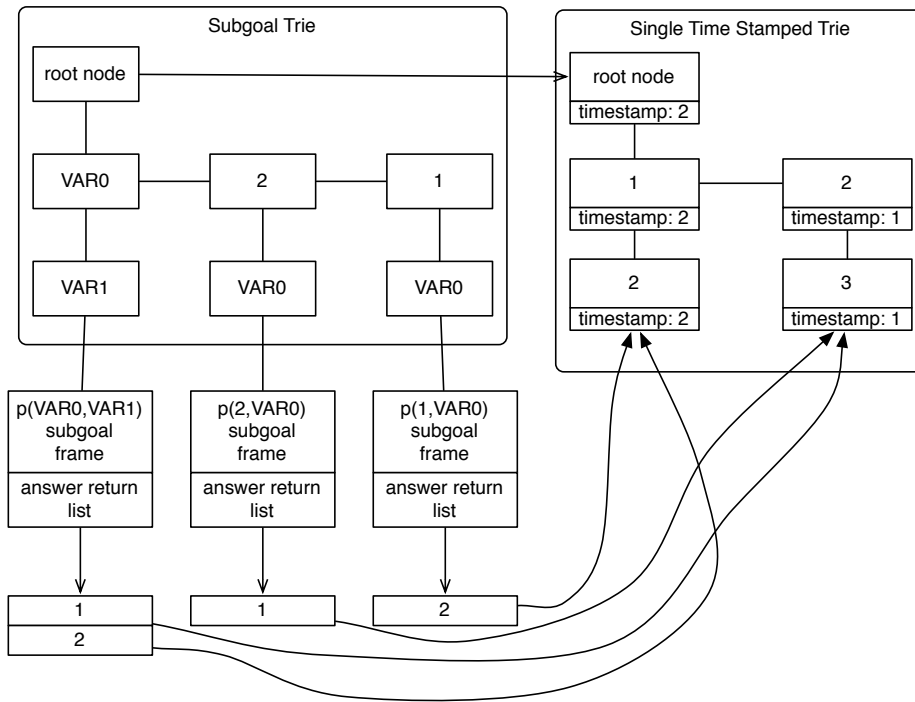 Subgoal Trie
root node
VAR0
2
1
VAR1
VAR0
VAR0
Single Time Stamped Trie
root node
timestamp: 2
1
timestamp: 2
2
timestamp: 1
2
timestamp: 2
3
timestamp: 1
p(VAR0,VAR1)
subgoal
frame
answer return
list
p(2,VAR0)
subgoal
frame
answer return
list
p(1,VAR0)
subgoal
frame
answer return
list
1
2
1
2